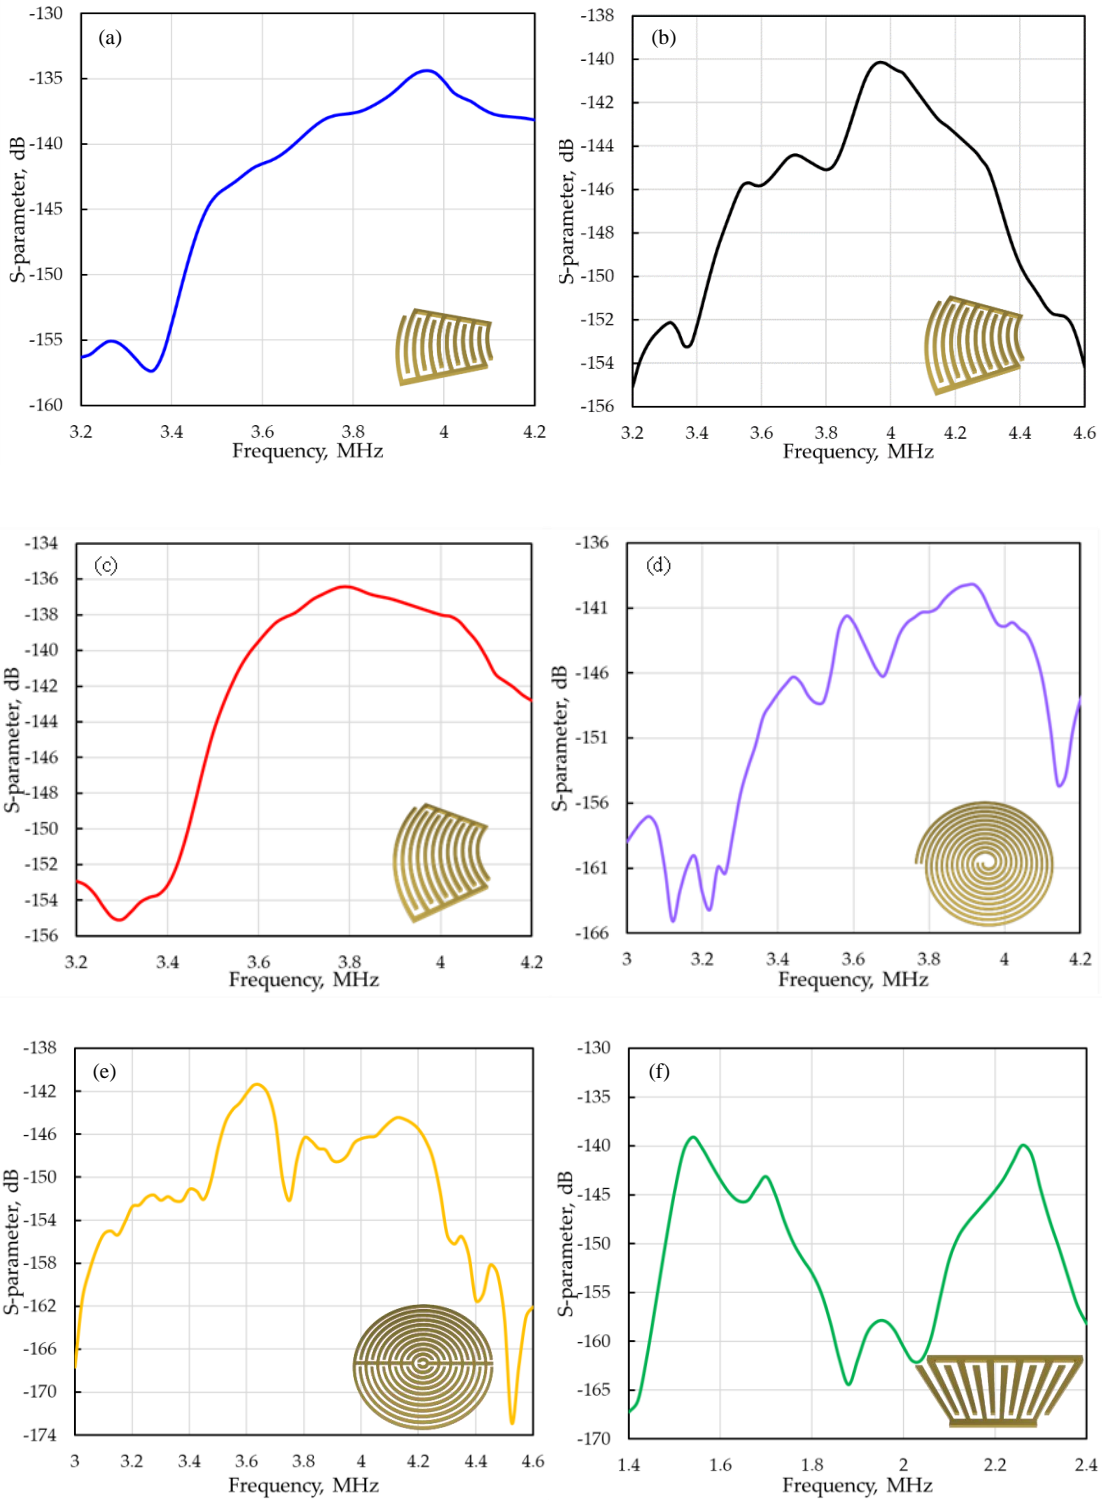 (a)
-130
-135
-140
-145
-150
-155
-160
S-parameter, dB
3.2 3.4 3.6 3.8 4 4.2
Frequency, MHz
(b)
-138
-140
-142
-144
-146
-148
-150
-152
-154
-156
S-parameter, dB
3.2 3.4 3.6 3.8 4 4.2 4.4 4.6
Frequency, MHz
(c)
-134
-136
-138
-140
-142
-144
-146
-148
-150
-152
-154
-156
S-parameter, dB
3.2 3.4 3.6 3.8 4 4.2
Frequency, MHz
(d)
-136
-141
-146
-151
-156
-161
-166
S-parameter, dB
3 3.2 3.4 3.6 3.8 4 4.2
Frequency, MHz
(e)
-138
-142
-146
-150
-154
-158
-162
-166
-170
-174
S-parameter, dB
3 3.2 3.4 3.6 3.8 4 4.2 4.4 4.6
Frequency, MHz
(f)
-130
-135
-140
-145
-150
-155
-160
-165
-170
S-parameter, dB
1.4 1.6 1.8 2 2.2 2.4
Frequency, MHz